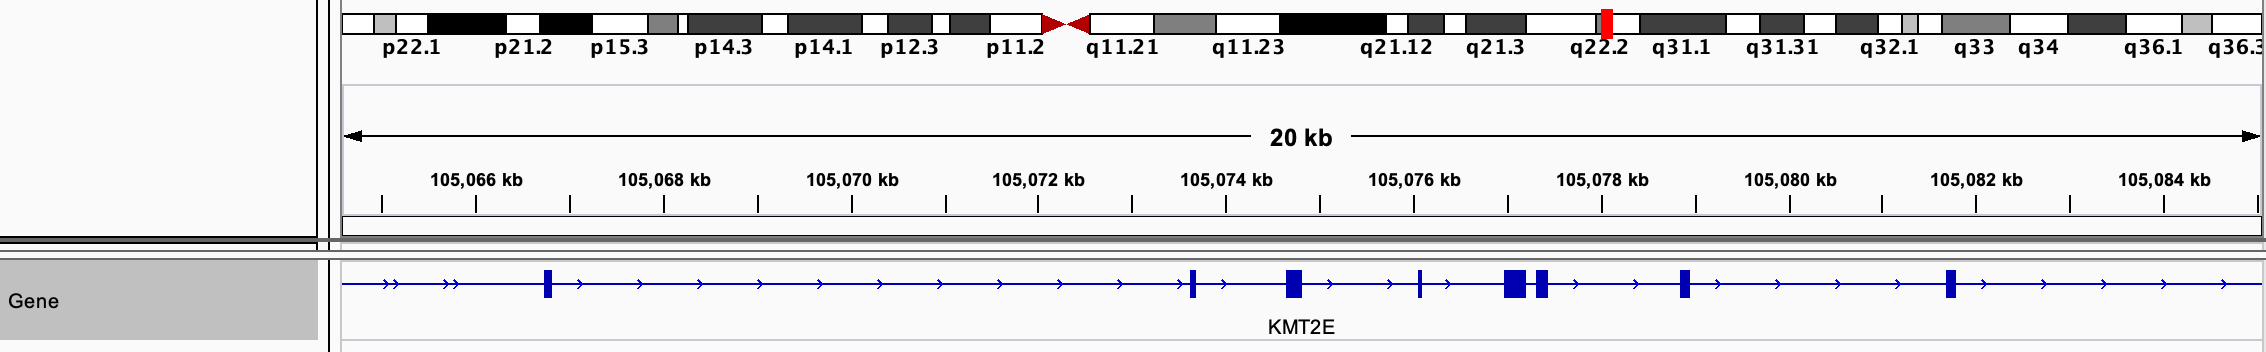 p22.1 p21.2 p15.3 p14.3 p14.1 p12.3 p11.2 q11.21 q11.23 q21.12 q21.3 q22.2 q31.1 q31.31 q32.1 q33 q34 q36.1 q36.3
20 kb
105,066 kb 105,068 kb 105,070 kb 105,072 kb 105,074 kb 105,076 kb 105,078 kb 105,080 kb 105,082 kb 105,084 kb
Gene
KMT2E